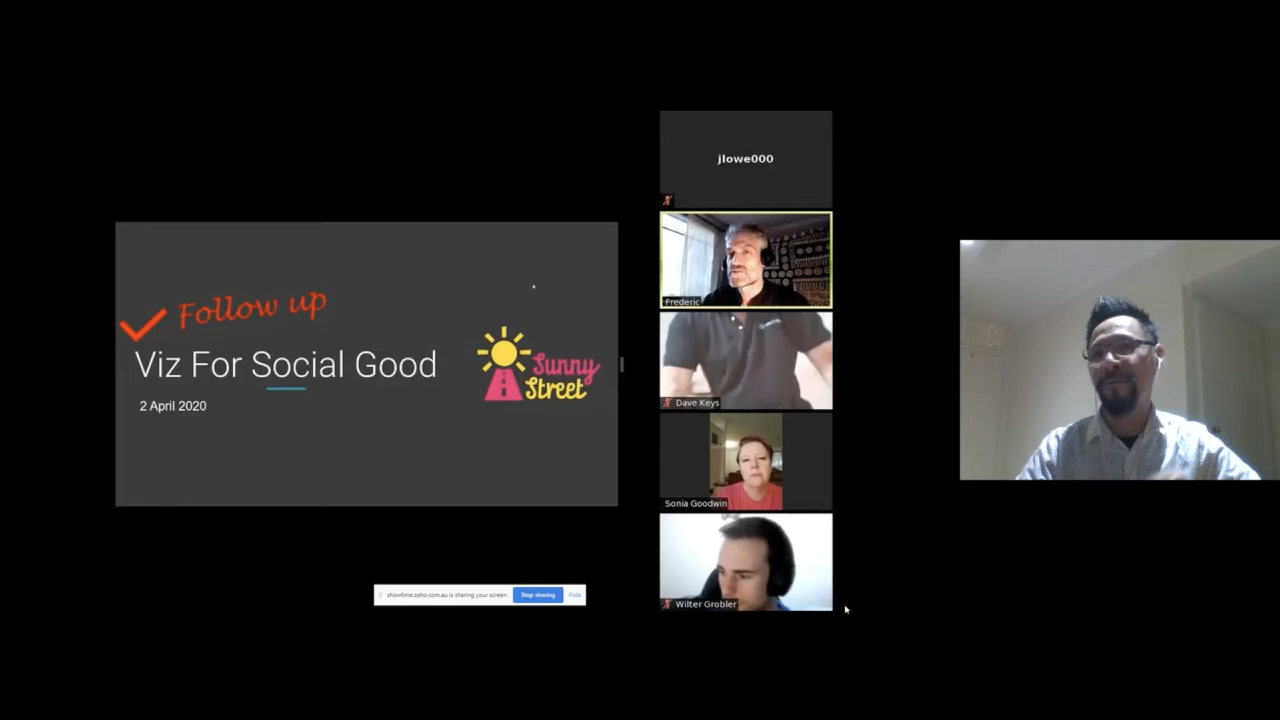 Follow up
Viz For Social Good
2 April 2020
Sunny
Street
showtime.zoho.com.au is sharing your screen.
Stop sharing
Hide
jlowe000
Frederic
Dave Keys
Sonia Goodwin
Wilter Grobler